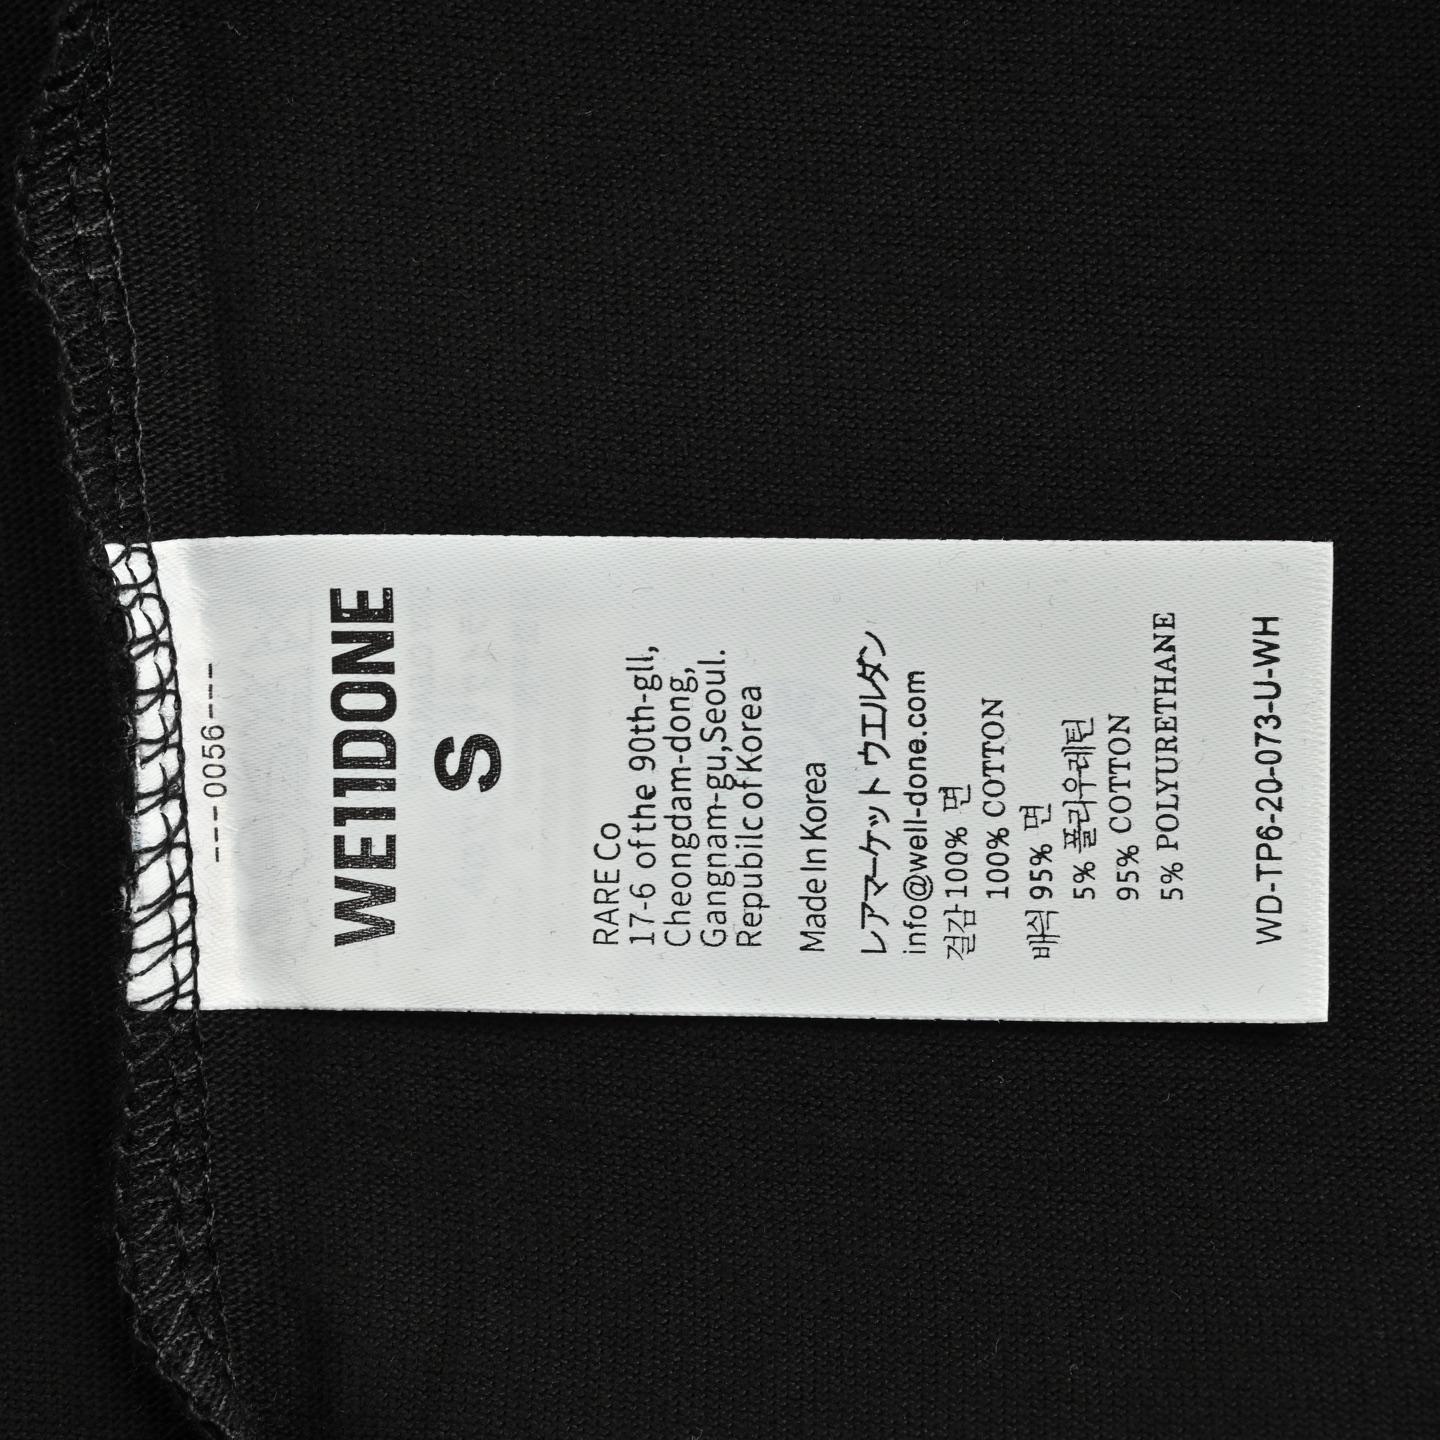 ---0056---
WE11DONE
S
RARE Co
17-6 of the 90th-gll,
Cheongdam-dong,
Gangnam-gu,Seoul.
Repubilc of Korea
Made In Korea
レアマーケット ウエルダン
info@well-done.com
걸감 100% 면
100% COTTON
배쇡 95% 면
5% 폴리우레탄
95% COTTON
5% POLYURETHANE
WD-TP6-20-073-U-WH